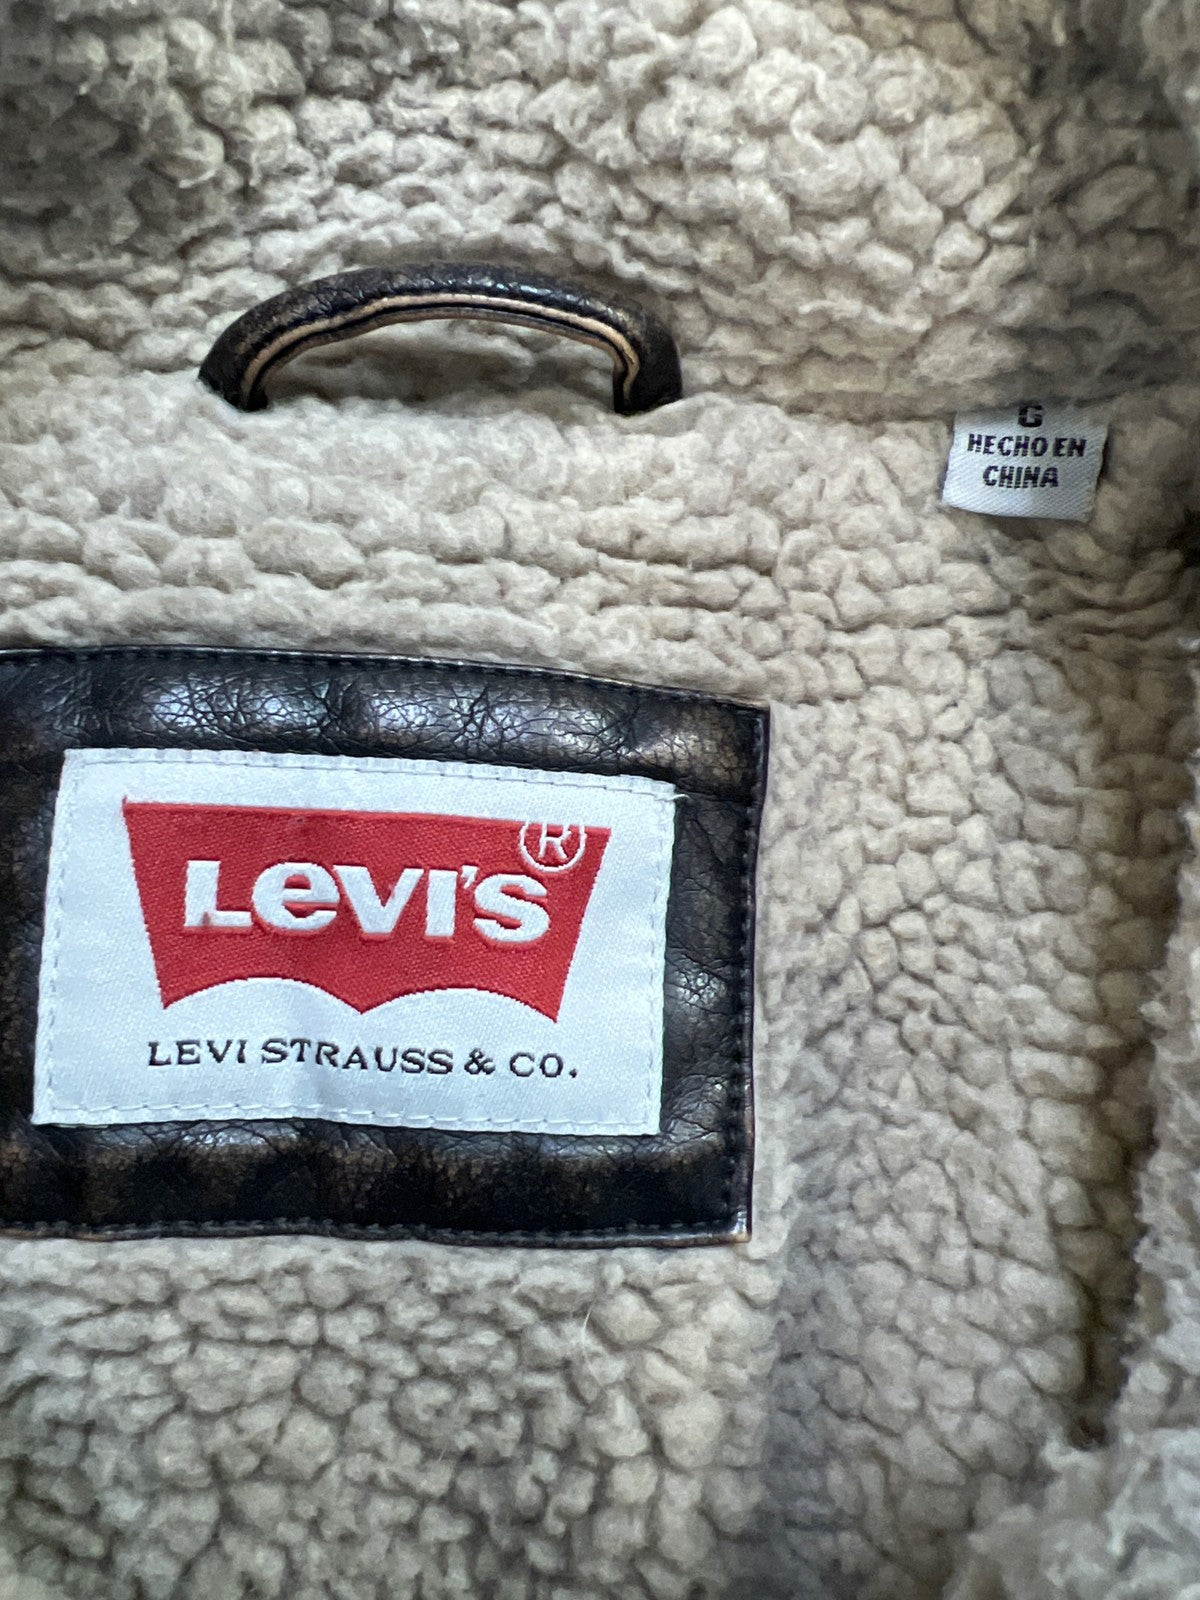 G
HECHO EN
CHINA
LEVI'S®
LEVI STRAUSS & CO.